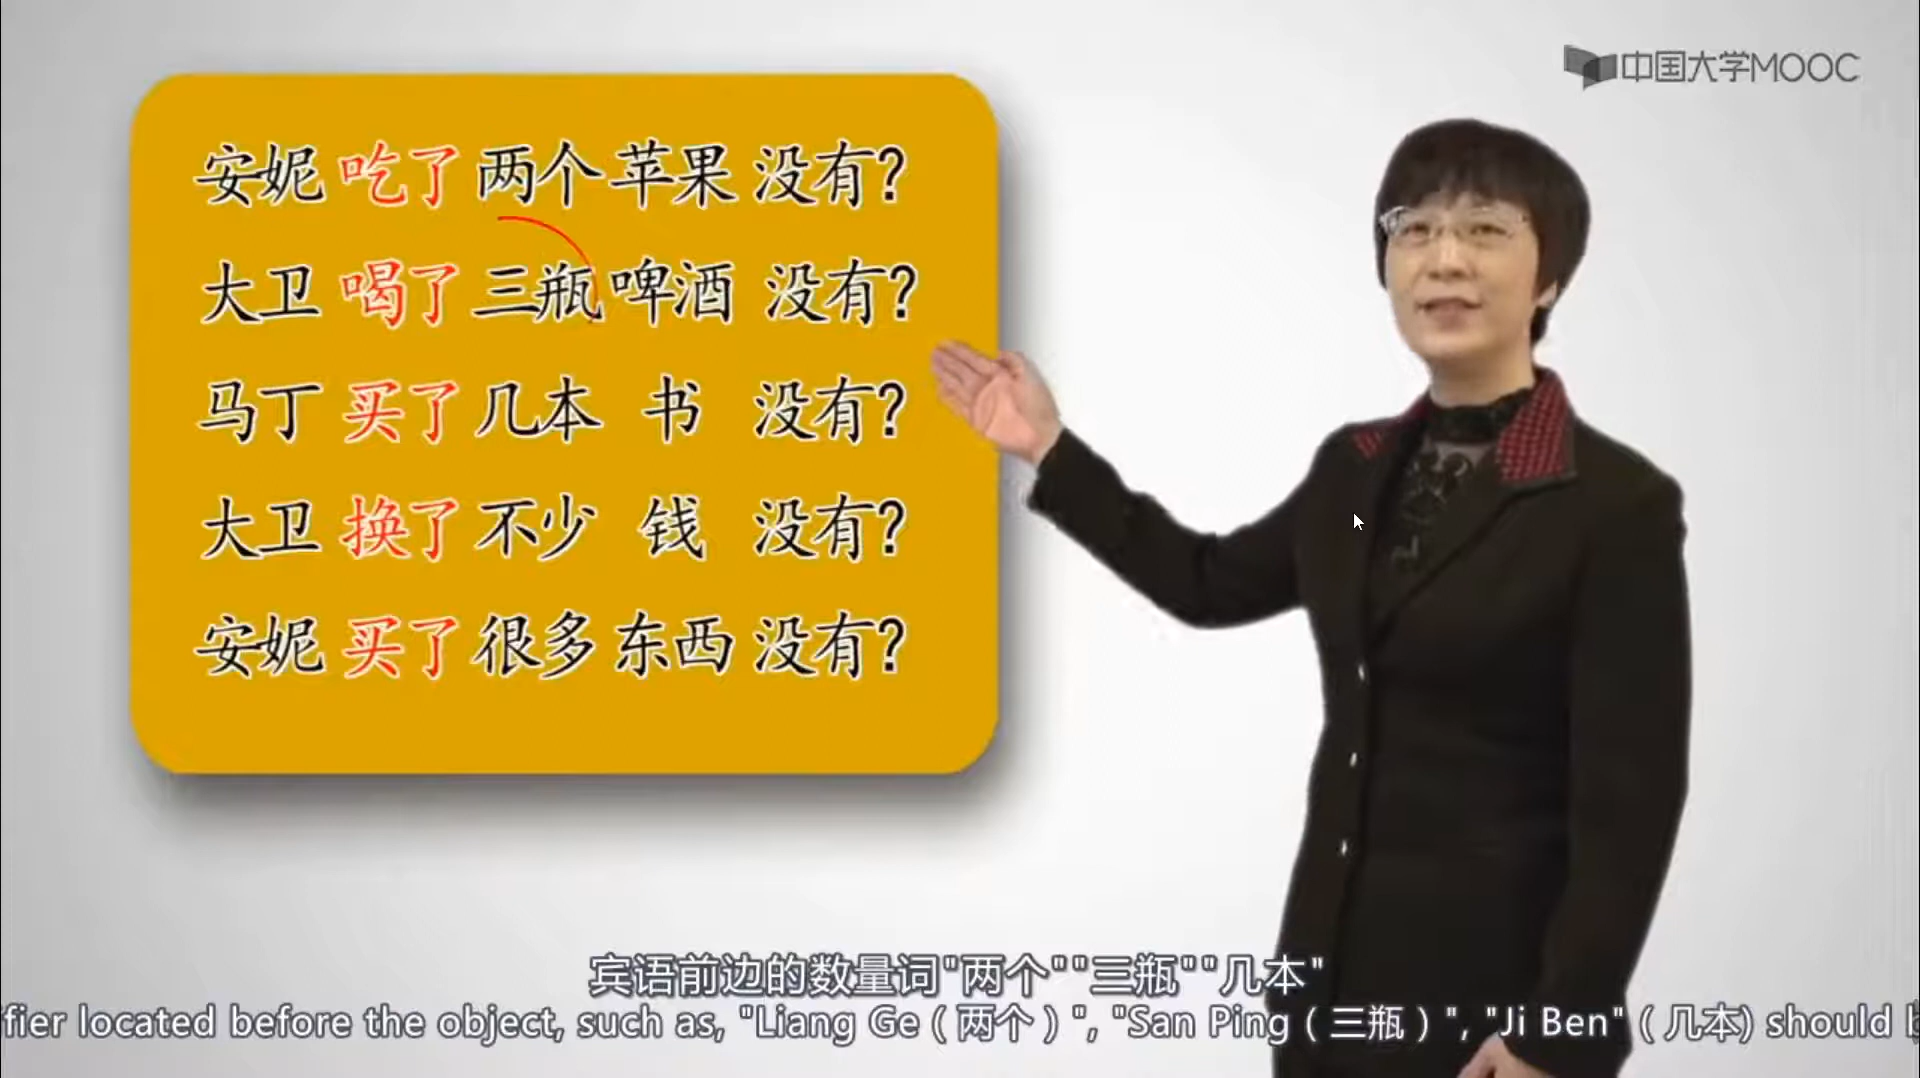 中国大学MOOC
安妮 吃了 两个 苹果 没有?
大卫 喝了 三瓶 啤酒 没有?
马丁 买了 几本 书 没有?
大卫 换了 不少 钱 没有?
安妮 买了 很多 东西 没有?
宾语前边的数量词"两个""三瓶""几本"
fier located before the object, such as, "Liang Ge ( 两个 ) ", "San Ping ( 三瓶 ) ", "Ji Ben" ( 几本) should